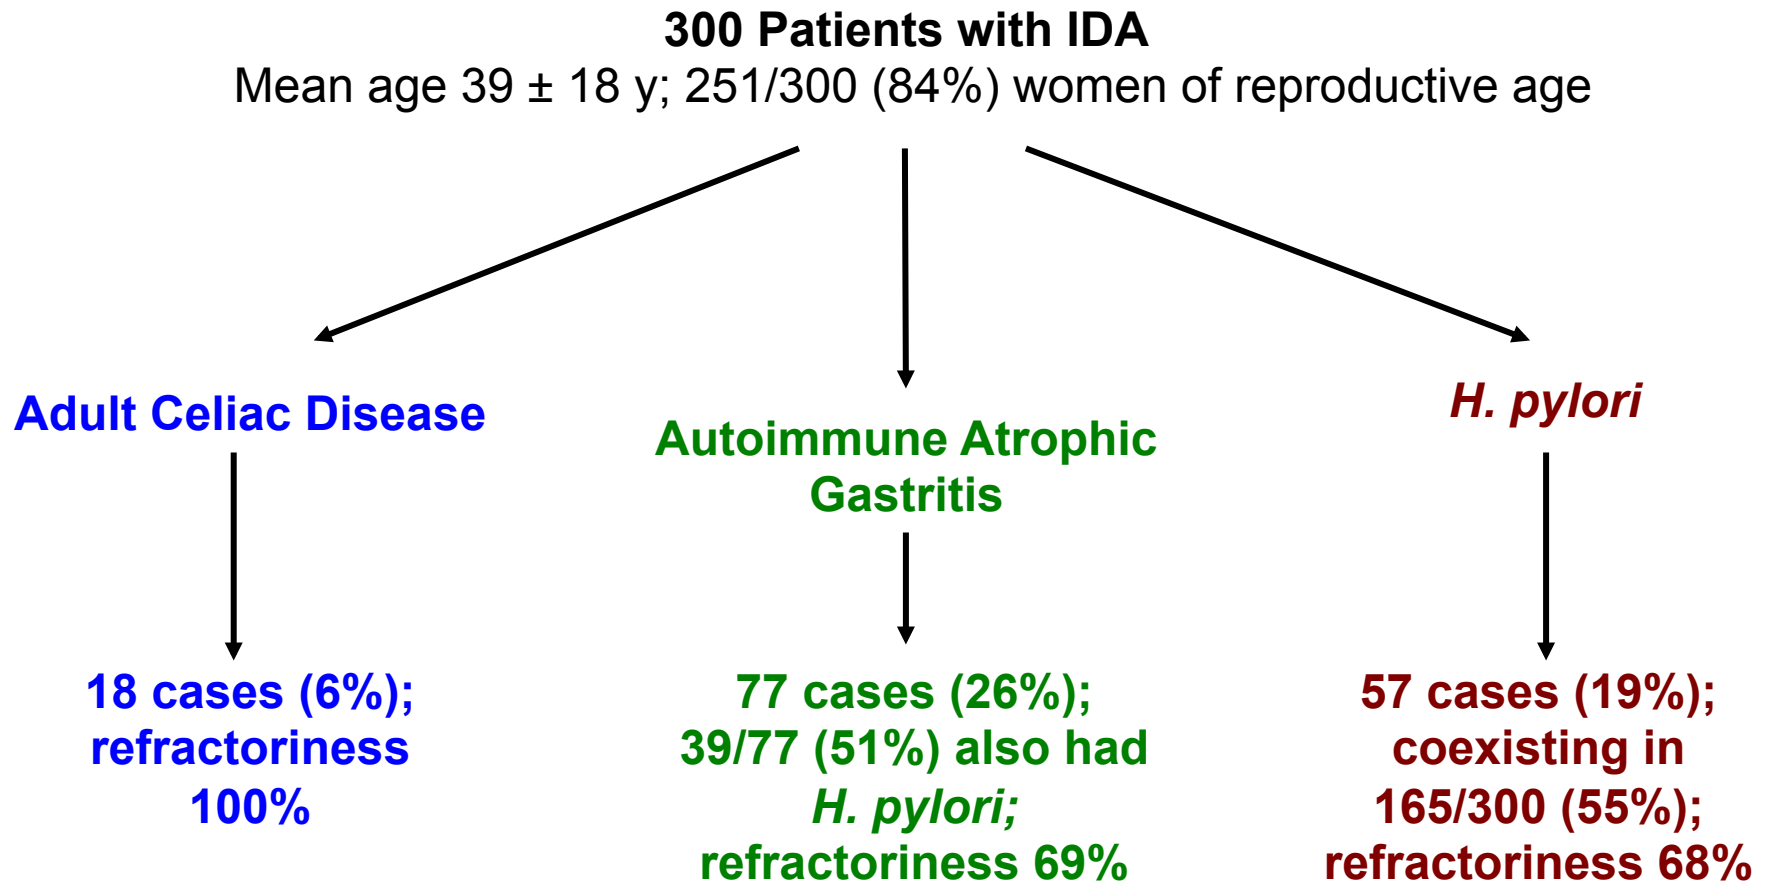 300 Patients with IDA
Mean age 39 ± 18 y; 251/300 (84%) women of reproductive age
Adult Celiac Disease
Autoimmune Atrophic
Gastritis
H. pylori
18 cases (6%);
refractoriness
100%
77 cases (26%);
39/77 (51%) also had
H. pylori;
refractoriness 69%
57 cases (19%);
coexisting in
165/300 (55%);
refractoriness 68%